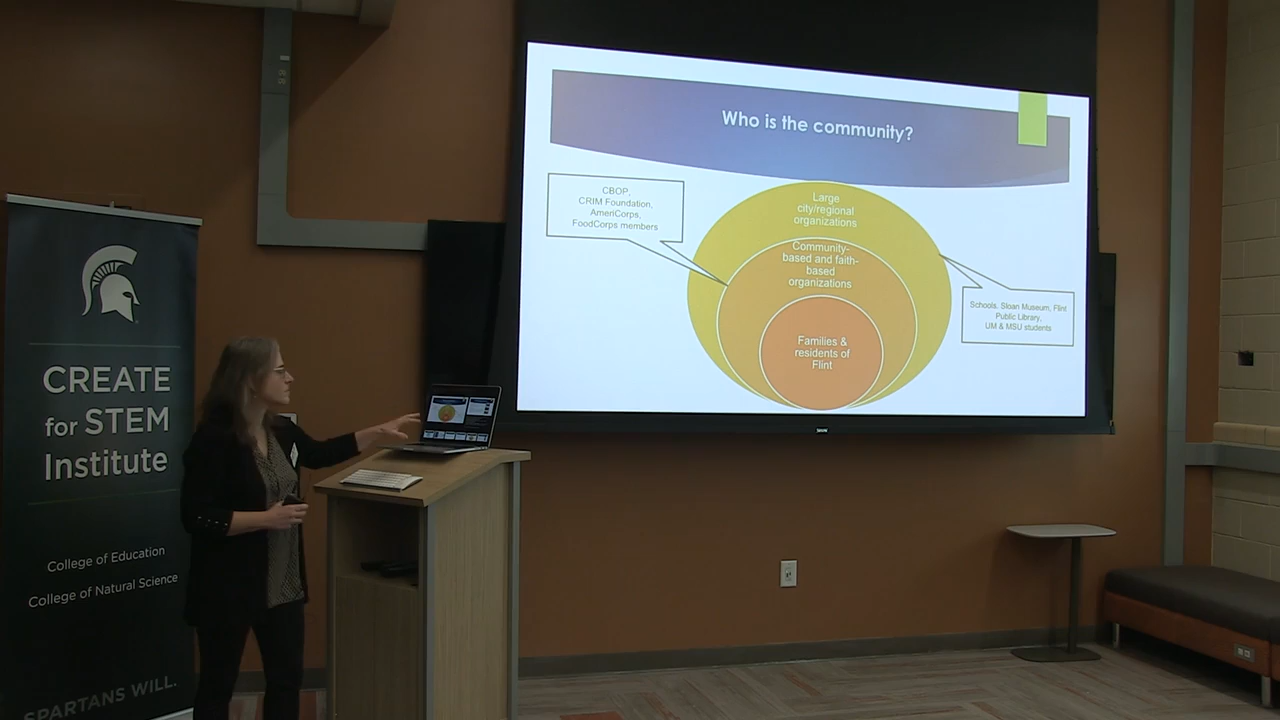 Who is the community?
CBOP,
CRIM Foundation,
AmeriCorps,
FoodCorps members
Large
city/regional
organizations
Community-
based and faith-
based
organizations
Families &
residents of
Flint
Schools. Sloan Museum, Flint
Public Library,
UM & MSU students
CREATE
for STEM
Institute
College of Education
College of Natural Science
SPARTANS WILL.